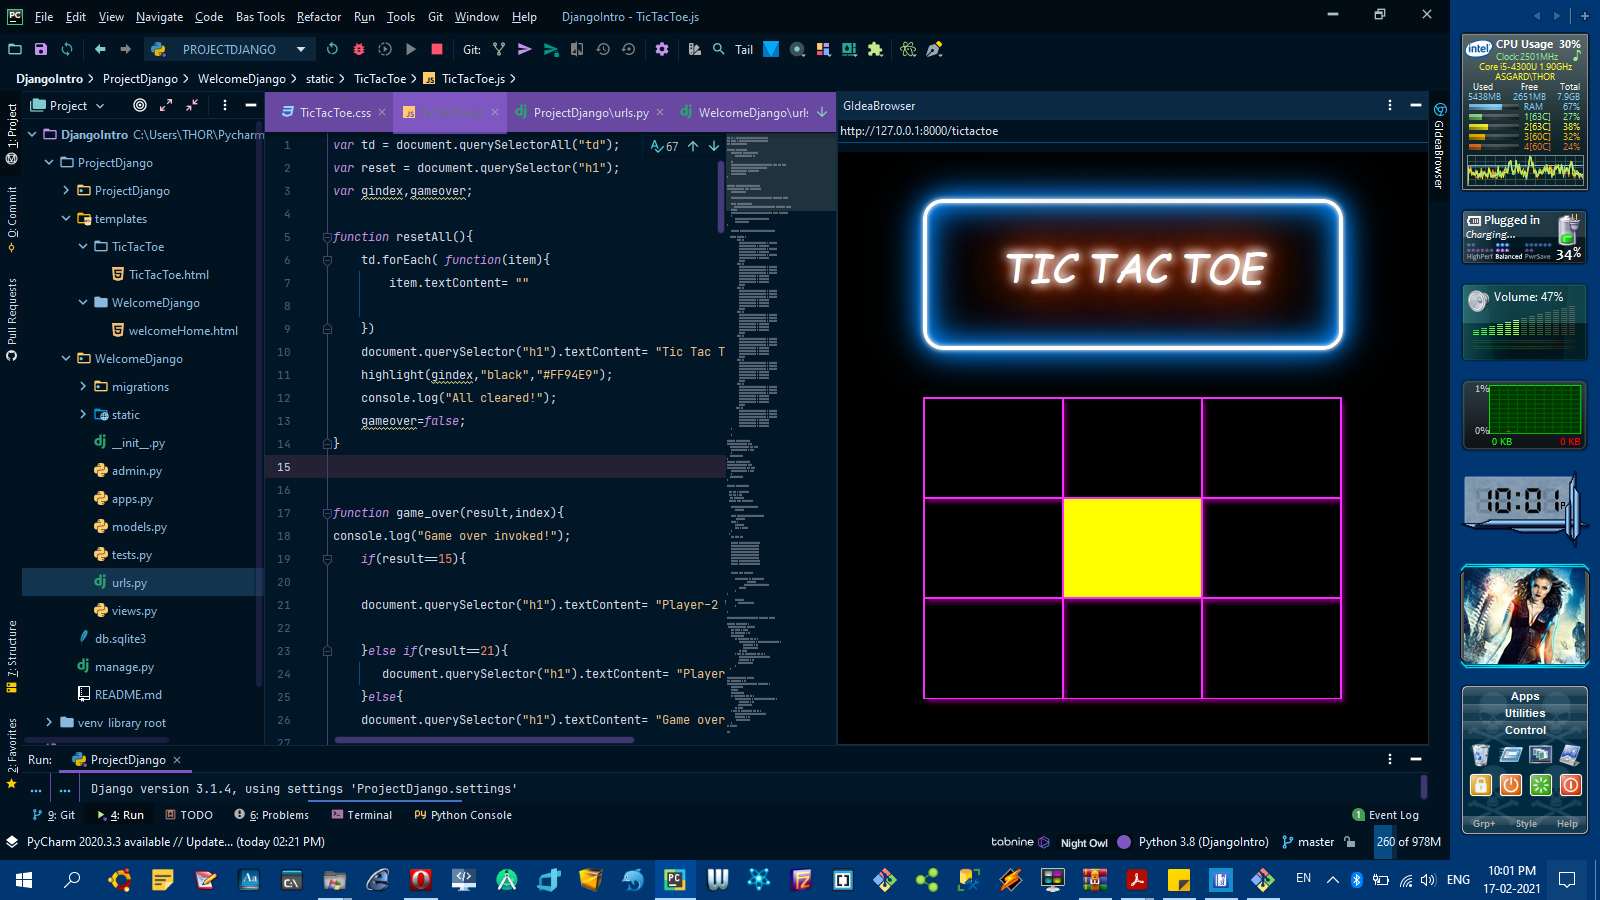 File Edit View Navigate Code Bas Tools Refactor Run Tools Git Window Help DjangoIntro - TicTacToe.js
PROJECTDJANGO Git: Tail
DjangoIntro ProjectDjango WelcomeDjango static TicTacToe TicTacToe.js
1: Project
0: Commit
Pull Requests
7: Structure
2: Favorites
Project
DjangoIntro C:\Users\THOR\Pycharm
ProjectDjango
ProjectDjango
templates
TicTacToe
TicTacToe.html
WelcomeDjango
welcomeHome.html
WelcomeDjango
migrations
static
__init__.py
admin.py
apps.py
models.py
tests.py
urls.py
views.py
db.sqlite3
manage.py
README.md
venv library root
TicTacToe.css
ProjectDjango\urls.py
WelcomeDjango\urls
67
1 var td = document.querySelectorAll("td");
2 var reset = document.querySelector("h1");
3 var gindex,gameover;
4
5 function resetAll(){
6 td.forEach( function(item){
7 item.textContent= ""
8
9 })
10 document.querySelector("h1").textContent= "Tic Tac T
11 highlight(gindex,"black","#FF94E9");
12 console.log("All cleared!");
13 gameover=false;
14 }
15
16
17 function game_over(result,index){
18 console.log("Game over invoked!");
19 if(result==15){
20
21 document.querySelector("h1").textContent= "Player-2
22
23 }else if(result==21){
24 document.querySelector("h1").textContent= "Player
25 }else{
26 document.querySelector("h1").textContent= "Game over
27
GIdeaBrowser
http://127.0.0.1:8000/tictactoe
TIC TAC TOE
GIdeaBrowser
Run: ProjectDjango
Django version 3.1.4, using settings 'ProjectDjango.settings'
9: Git 4: Run TODO 6: Problems Terminal Python Console 1 Event Log
PyCharm 2020.3.3 available // Update... (today 02:21 PM)
tabnine Night Owl Python 3.8 (DjangoIntro) master 260 of 978M
intel CPU Usage 30%
Clock:2501MHz
Core i5-4300U 1.90GHz
ASGARD\THOR
Used Free Total
5438MB 2651MB 7.9GB
RAM 67%
1[63C] 27%
2[63C] 38%
3[60C] 32%
4[60C] 24%
Plugged in
Charging...
HighPerf Balanced PwrSave 34%
Volume: 47%
1%
0%
0 KB 0 KB
10:01
Apps
Utilities
Control
Grp+ Style Help
EN ENG
10:01 PM
17-02-2021